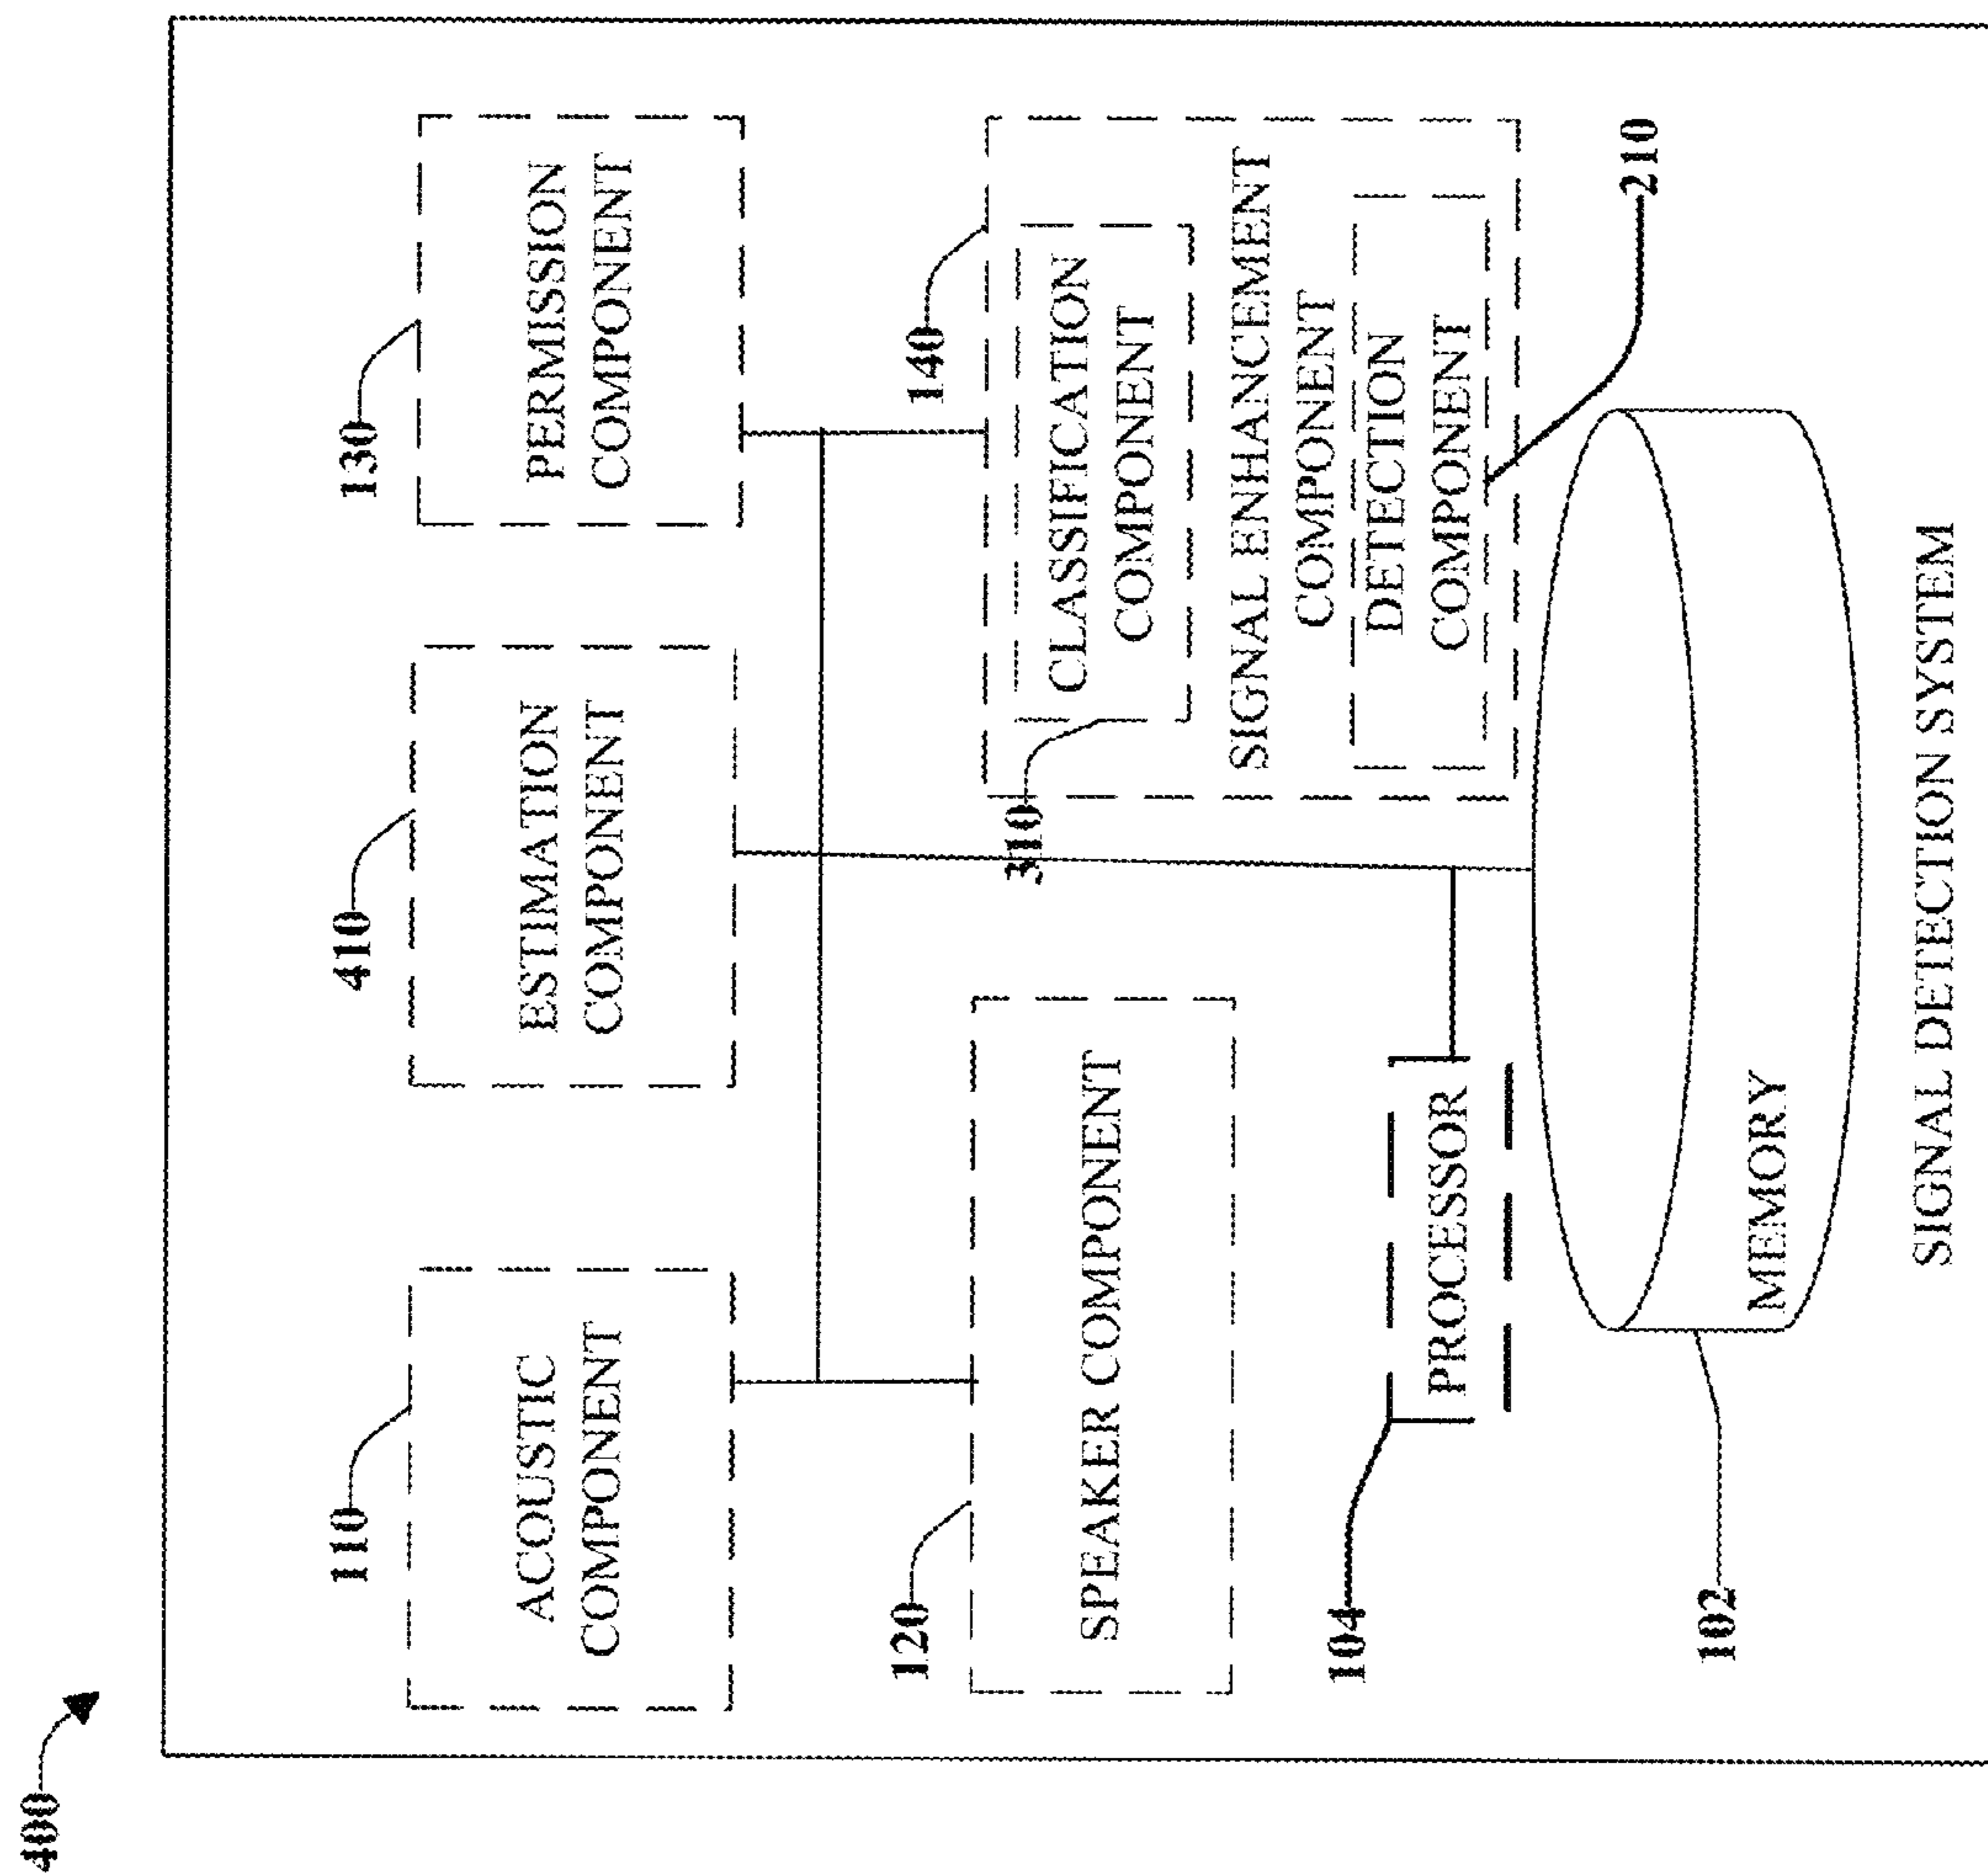 400
110
ACOUSTIC
COMPONENT
410
ESTIMATION
COMPONENT
130
PERMISSION
COMPONENT
120
SPEAKER COMPONENT
140
310
CLASSIFICATION
COMPONENT
SIGNAL ENHANCEMENT
COMPONENT
DETECTION
COMPONENT
210
104
PROCESSOR
102
MEMORY
SIGNAL DETECTION SYSTEM